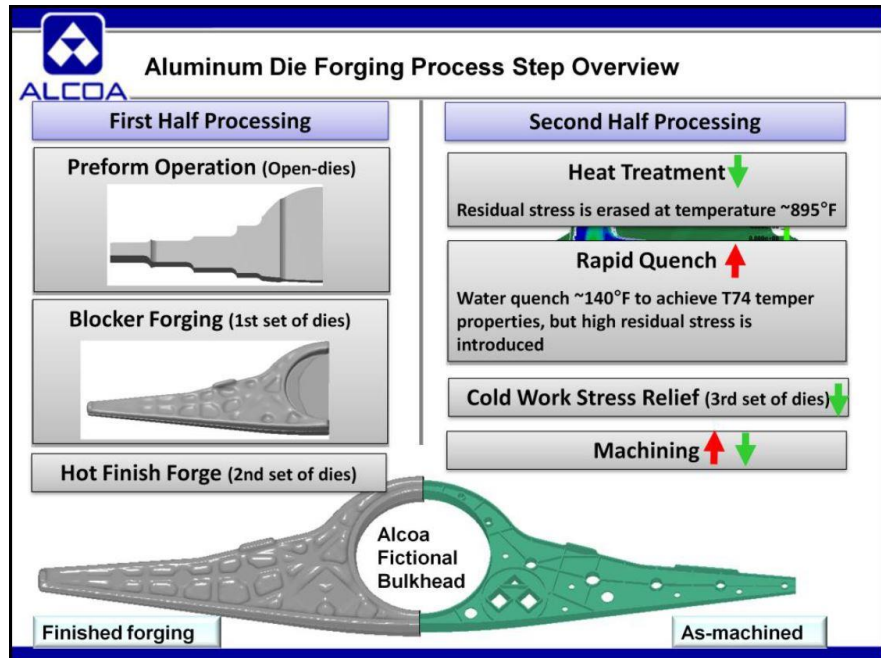 ALCOA
Aluminum Die Forging Process Step Overview
First Half Processing
Preform Operation (Open-dies)
Blocker Forging (1st set of dies)
Hot Finish Forge (2nd set of dies)
Second Half Processing
Heat Treatment
Residual stress is erased at temperature ~895°F
Rapid Quench
Water quench ~140°F to achieve T74 temper
properties, but high residual stress is
introduced
Cold Work Stress Relief (3rd set of dies)
Machining
Alcoa
Fictional
Bulkhead
Finished forging
As-machined